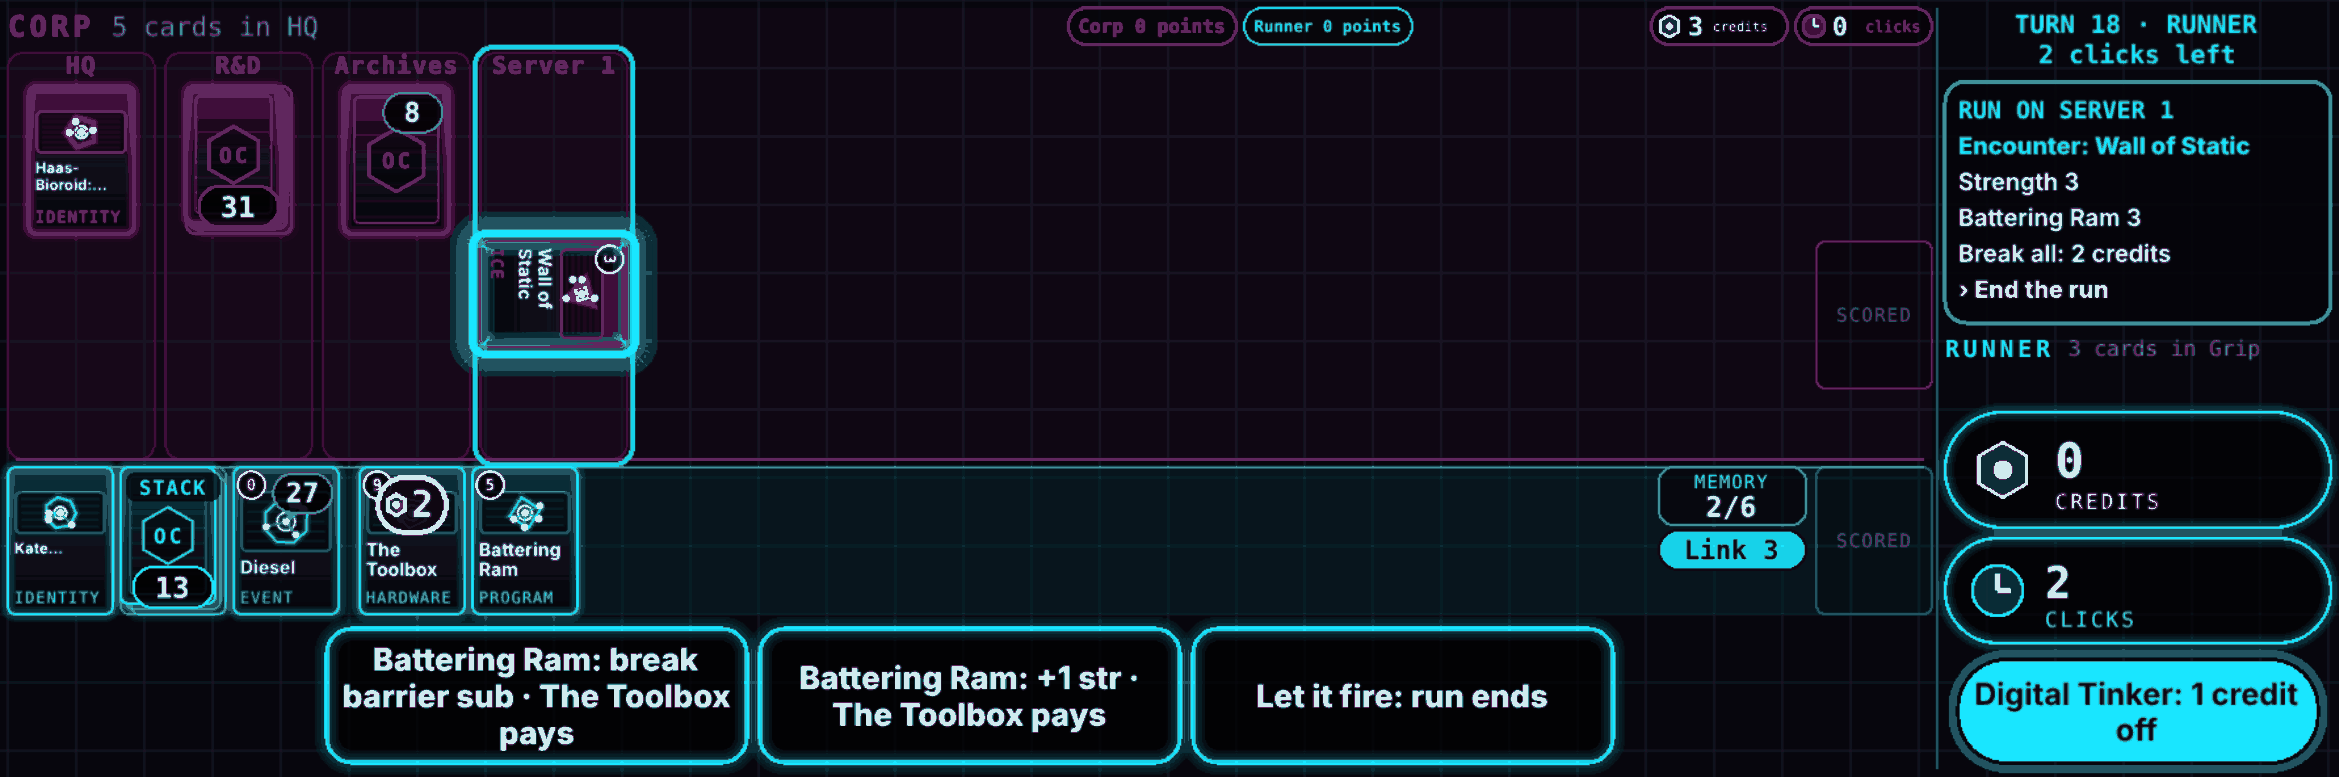 CORP 5 cards in HQ
Corp 0 points
Runner 0 points
3 credits
0 clicks
TURN 18 · RUNNER
2 clicks left
HQ
R&D
Archives
Server 1
Haas-
Bioroid:...
IDENTITY
OC
31
8
OC
ICE
Wall of
Static
3
SCORED
RUN ON SERVER 1
Encounter: Wall of Static
Strength 3
Battering Ram 3
Break all: 2 credits
› End the run
RUNNER 3 cards in Grip
Kate...
IDENTITY
STACK
OC
13
0
27
Diesel
EVENT
9
2
The
Toolbox
HARDWARE
5
Battering
Ram
PROGRAM
MEMORY
2/6
Link 3
SCORED
0
CREDITS
2
CLICKS
Battering Ram: break
barrier sub · The Toolbox
pays
Battering Ram: +1 str ·
The Toolbox pays
Let it fire: run ends
Digital Tinker: 1 credit
off